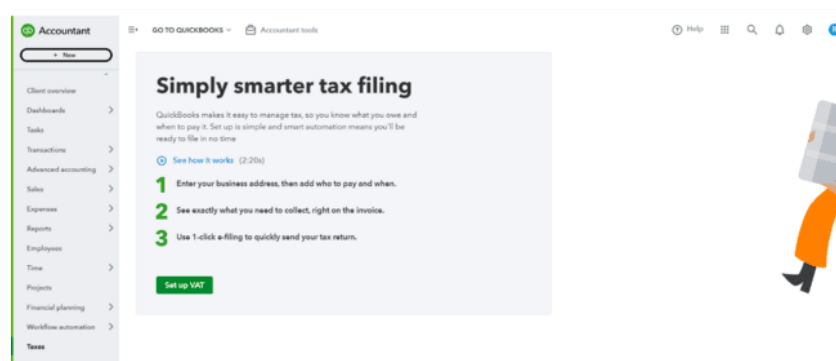 Accountant
GO TO QUICKBOOKS
Accountant tools
Help
+ New
Client overview
Dashboards
Tasks
Transactions
Advanced accounting
Sales
Expenses
Reports
Employees
Time
Projects
Financial planning
Workflow automation
Taxes
Simply smarter tax filing
QuickBooks makes it easy to manage tax, so you know what you owe and
when to pay it. Set up is simple and smart automation means you'll be
ready to file in no time
See how it works (2:20s)
1 Enter your business address, then add who to pay and when.
2 See exactly what you need to collect, right on the invoice.
3 Use 1-click e-filing to quickly send your tax return.
Set up VAT